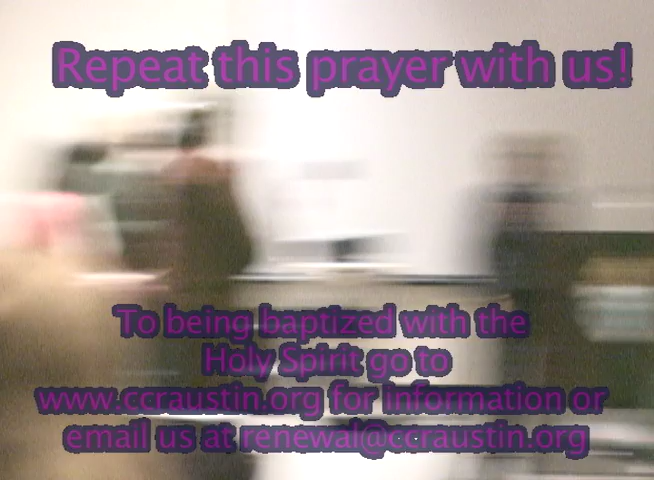 Repeat this prayer with us!
To being baptized with the
Holy Spirit go to
www.ccraustin.org for information or
email us at renewal@ccraustin.org